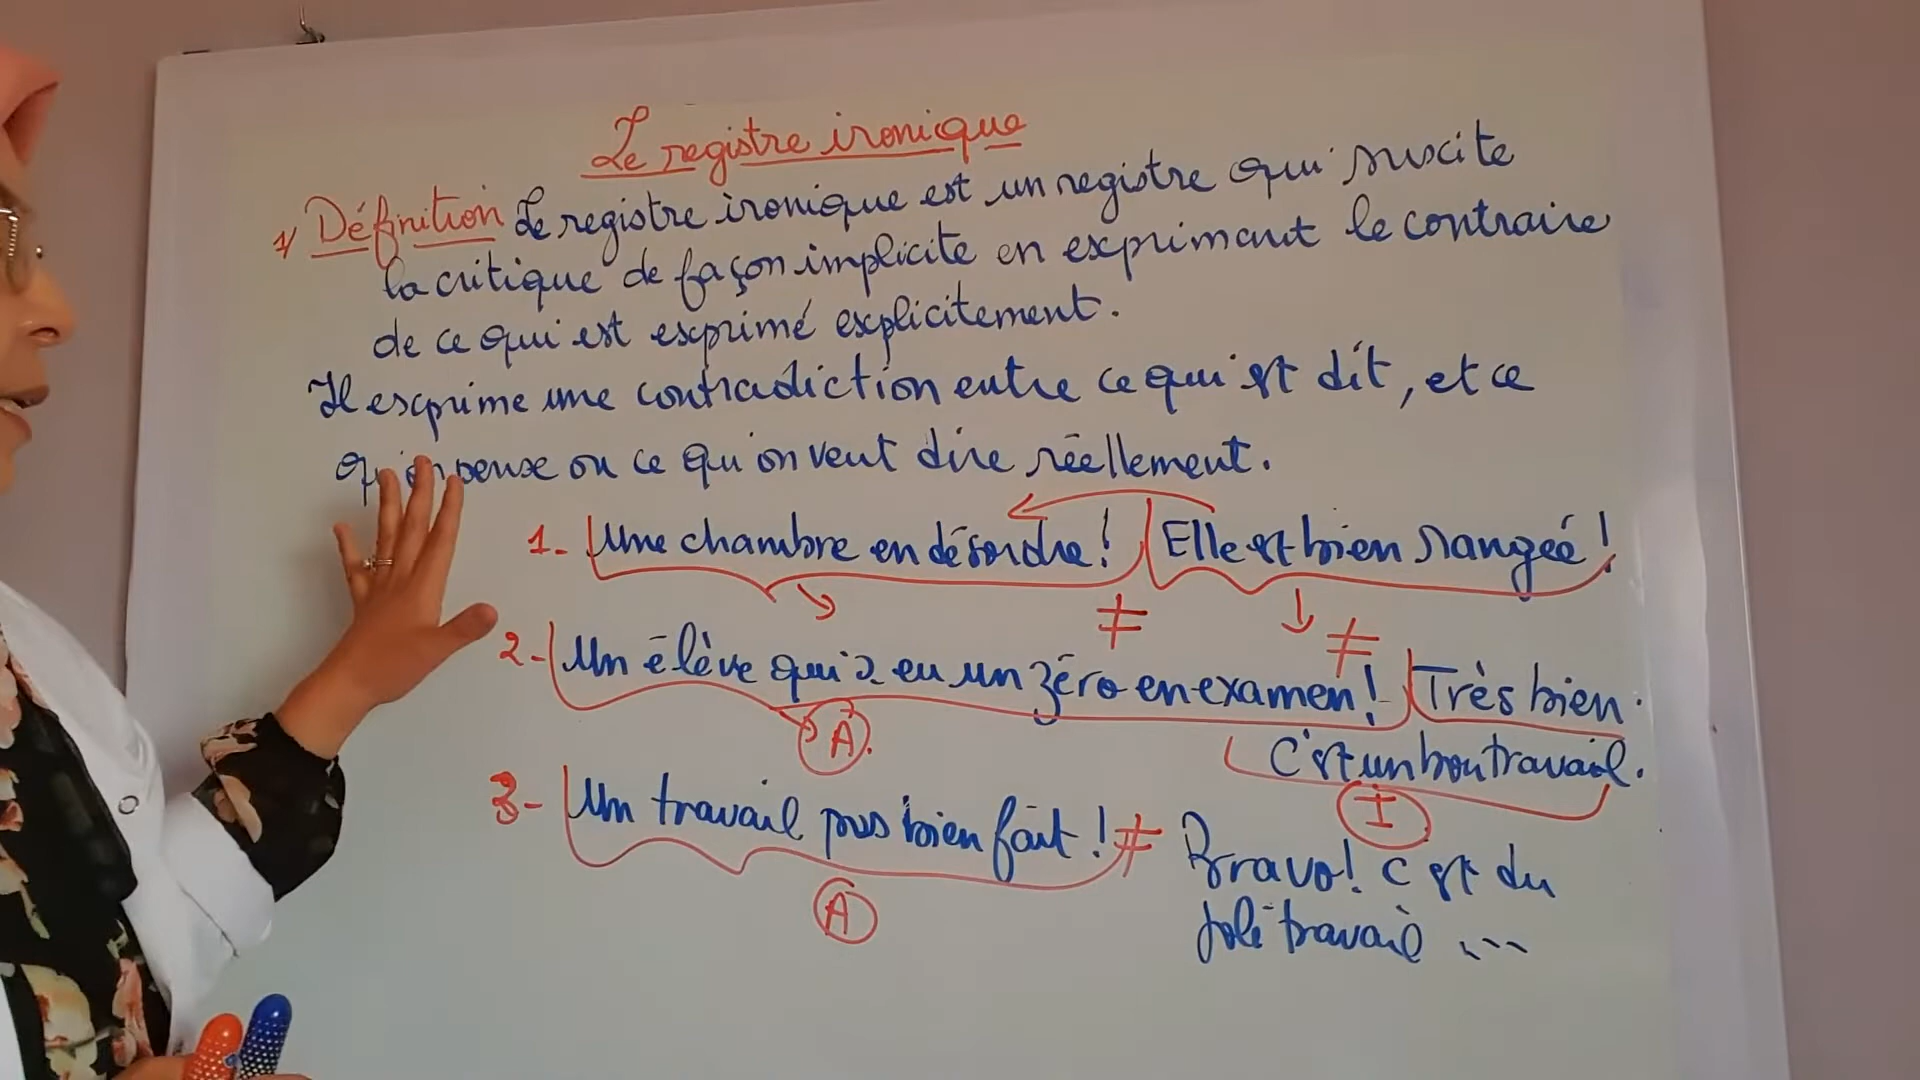 Le registre ironique
1/ Définition Le registre ironique est un registre qui suscite
la critique de façon implicite en exprimant le contraire
de ce qui est exprimé explicitement.
Il exprime une contradiction entre ce qui est dit, et ce
qu'on pense ou ce qu'on veut dire réellement.
1- Une chambre en désordre! Elle est bien rangée!
≠ ≠
2- Un élève qui a eu un zéro en examen! Très bien.
A. C'est un bon travail.
I
3- Un travail pas bien fait! ≠ Bravo! C'est du
A joli travail ...